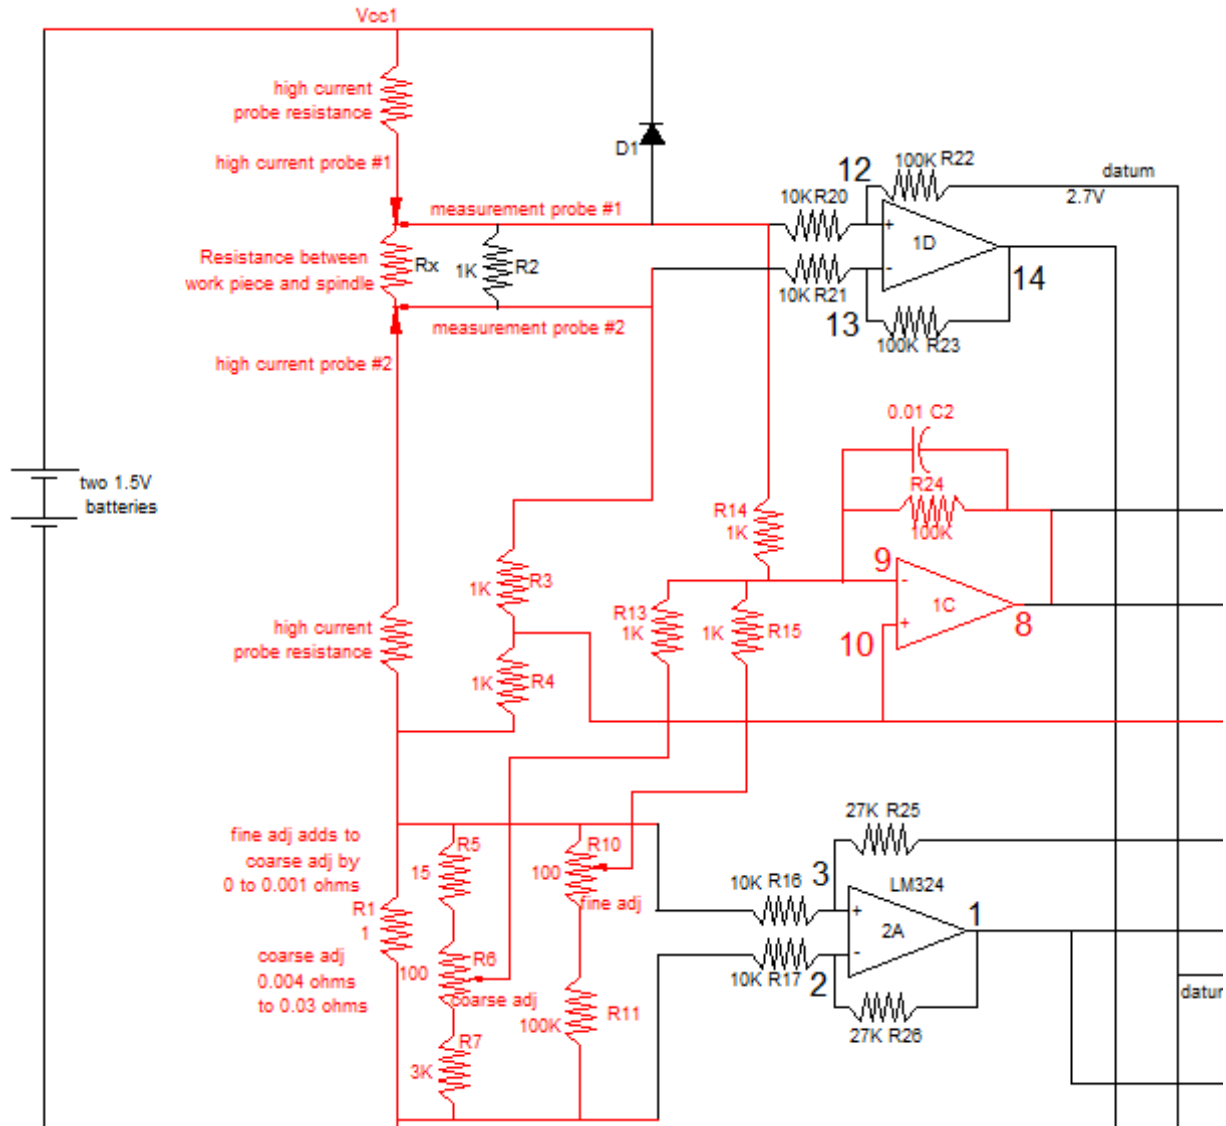 Vcc1
high current
probe resistance
D1
high current probe #1
12
100K R22
datum
2.7V
measurement probe #1
10K R20
+
1D
-
Resistance between
work piece and spindle
Rx
1K
R2
10K R21
14
13
measurement probe #2
100K R23
high current probe #2
0.01 C2
two 1.5V
batteries
R24
100K
R14
1K
9
-
1C
+
8
10
1K
R3
R13
1K
1K
R15
high current
probe resistance
1K
R4
27K R25
fine adj adds to
coarse adj by
0 to 0.001 ohms
R5
15
R10
100
fine adj
3
10K R16
LM324
1
+
2A
-
R1
1
coarse adj
0.004 ohms
to 0.03 ohms
100
R6
coarse adj
10K R17
2
datum
100K
R11
27K R26
R7
3K